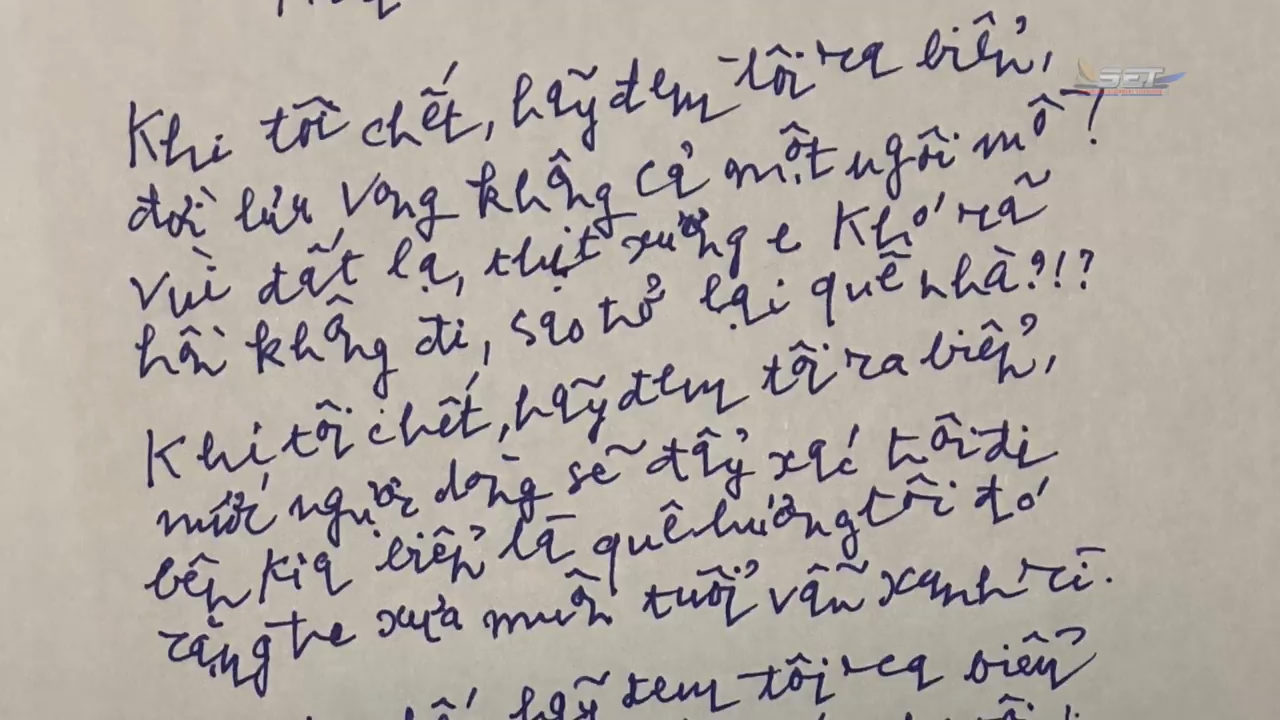 Khi tôi chết, hãy đem tôi ra biển,
đời lưu vong không cả một ngôi mồ!
vùi đất lạ, thịt xương e khó rã
hồn không đi, sao trở lại quê nhà?!?
Khi tôi chết, hãy đem tôi ra biển,
nước ngược dòng sẽ đẩy xác tôi đi
bên kia biển là quê hương tôi đó
rặng tre xưa muôn tuổi vẫn xanh rì.
hãy đem tôi ra biển
SET